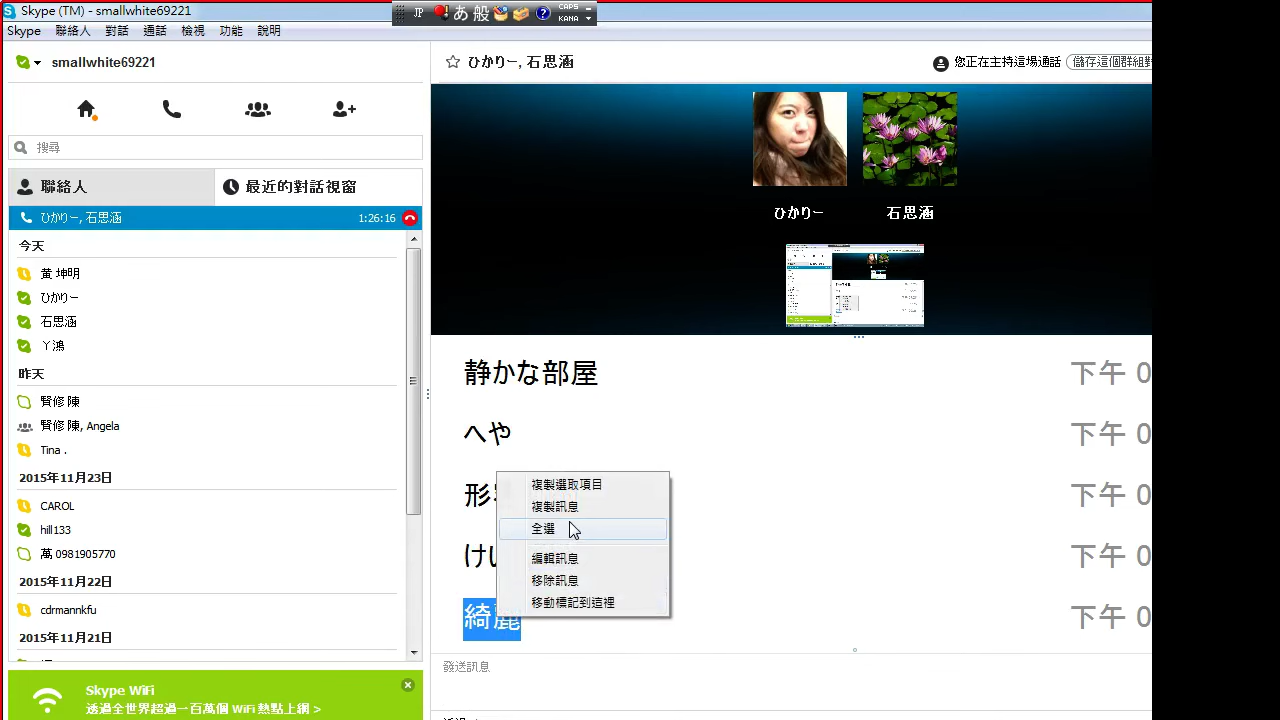 Skype (TM) - smallwhite69221
JP あ 般 CAPS KANA
Skype 聯絡人 對話 通話 檢視 功能 說明
smallwhite69221
ひかりー, 石思涵
您正在主持這場通話 儲存這個群組對
搜尋
聯絡人 最近的對話視窗
ひかりー, 石思涵 1:26:16
ひかりー 石思涵
今天
黃 坤明
ひかりー
石思涵
丫鴻
昨天
賢修 陳
賢修 陳, Angela
Tina .
2015年11月23日
CAROL
hill133
萬 0981905770
2015年11月22日
cdrmannkfu
2015年11月21日
静かな部屋 下午 0
へや 下午 0
形 下午 0
けい 下午 0
綺麗 下午 0
複製選取項目
複製訊息
全選
編輯訊息
移除訊息
移動標記到這裡
發送訊息
Skype WiFi
透過全世界超過一百萬個 WiFi 熱點上網 >